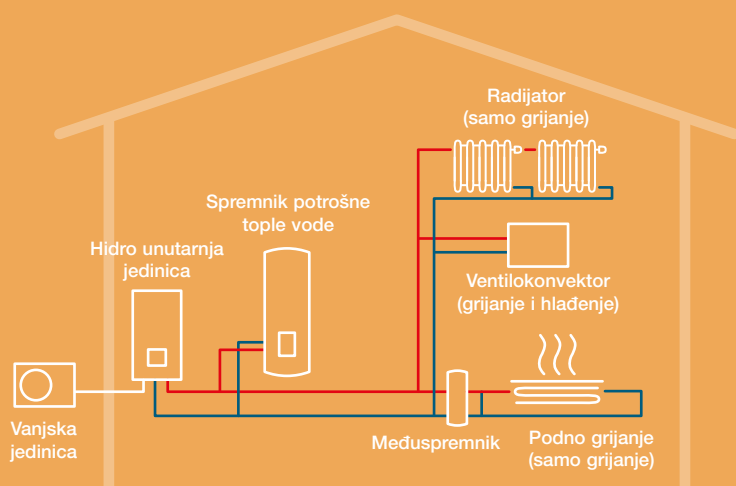 Radijator
(samo grijanje)
Spremnik potrošne
tople vode
Hidro unutarnja
jedinica
Ventilokonvektor
(grijanje i hlađenje)
Vanjska
jedinica
Međuspremnik
Podno grijanje
(samo grijanje)